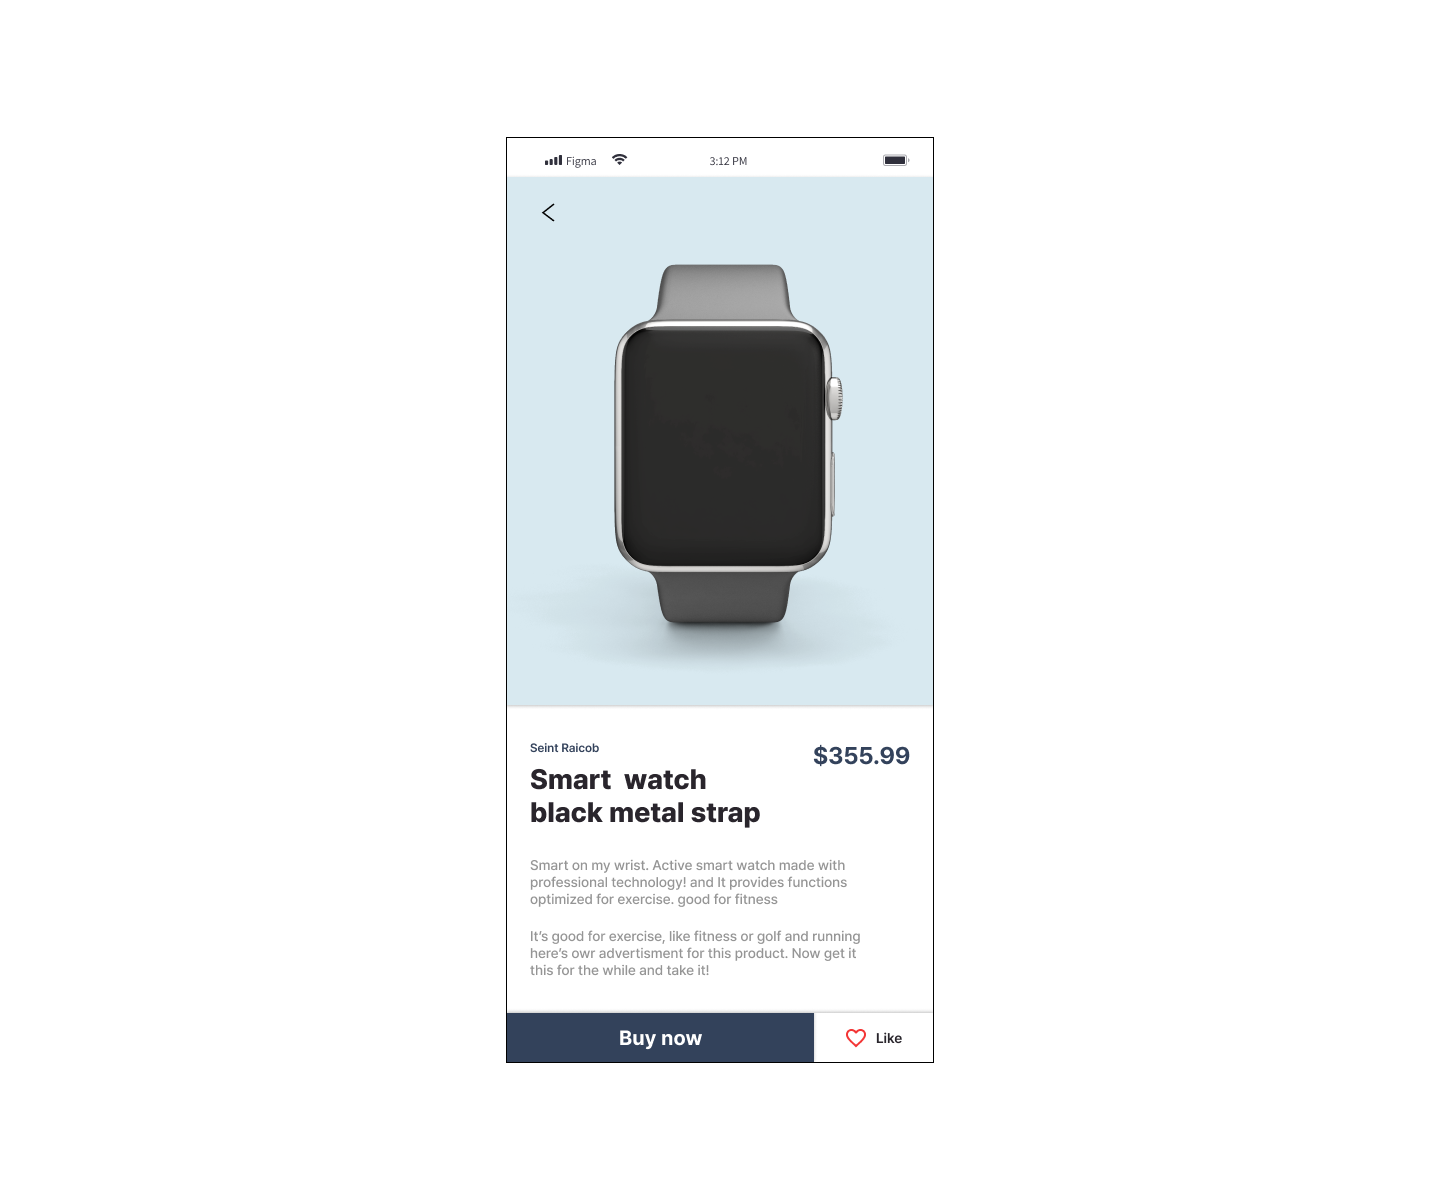 Figma
3:12 PM
Seint Raicob
$355.99
Smart  watch
black metal strap
Smart on my wrist. Active smart watch made with
professional technology! and It provides functions
optimized for exercise. good for fitness
It’s good for exercise, like fitness or golf and running
here’s owr advertisment for this product. Now get it
this for the while and take it!
Buy now
Like